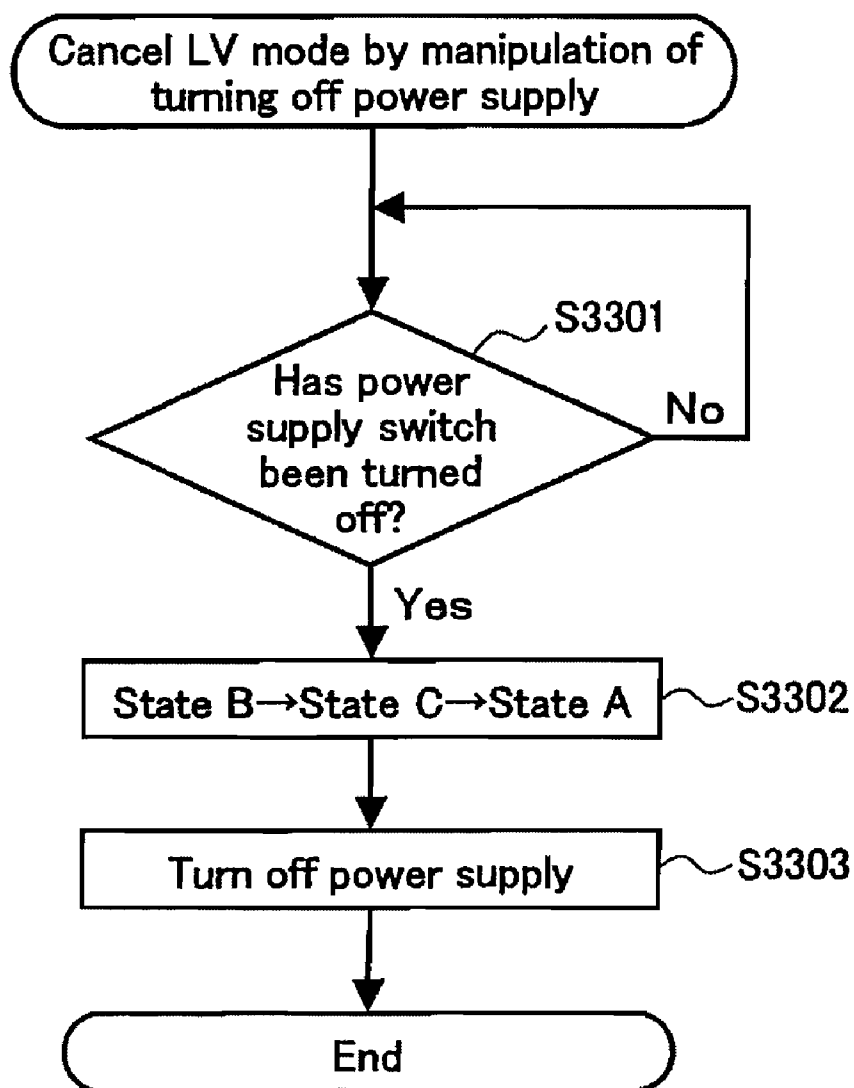 Cancel LV mode by manipulation of
turning off power supply
S3301
Has power
supply switch
been turned
off?
No
Yes
State B→State C→State A
S3302
Turn off power supply
S3303
End